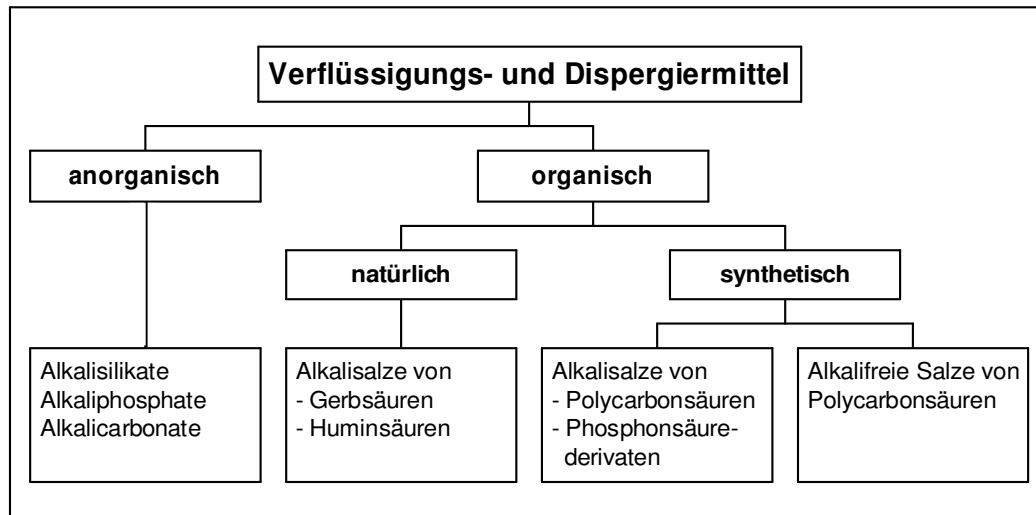 Verflüssigungs- und Dispergiermittel
anorganisch
organisch
natürlich
synthetisch
Alkalisilikate
Alkaliphosphate
Alkalicarbonate
Alkalisalze von
- Gerbsäuren
- Huminsäuren
Alkalisalze von
- Polycarbonsäuren
- Phosphonsäure-
derivaten
Alkalifreie Salze von
Polycarbonsäuren